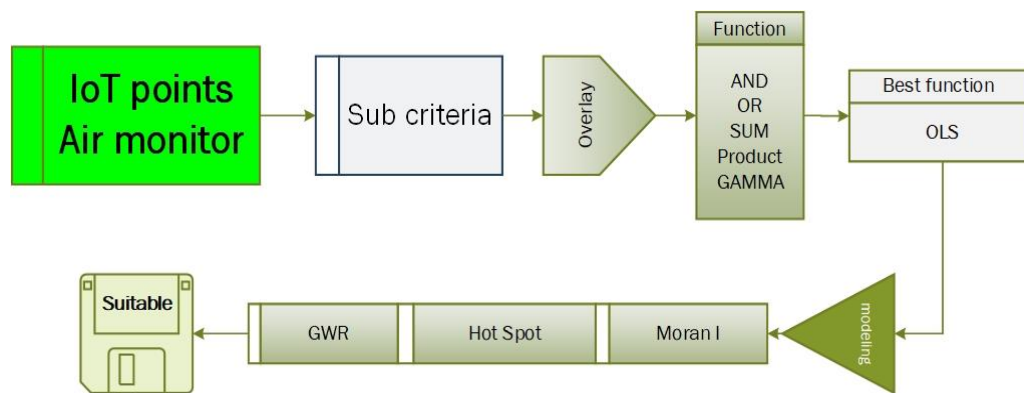 IoT points
Air monitor
Sub criteria
Overlay
Function
AND
OR
SUM
Product
GAMMA
Best function
OLS
modeling
Moran I
Hot Spot
GWR
Suitable